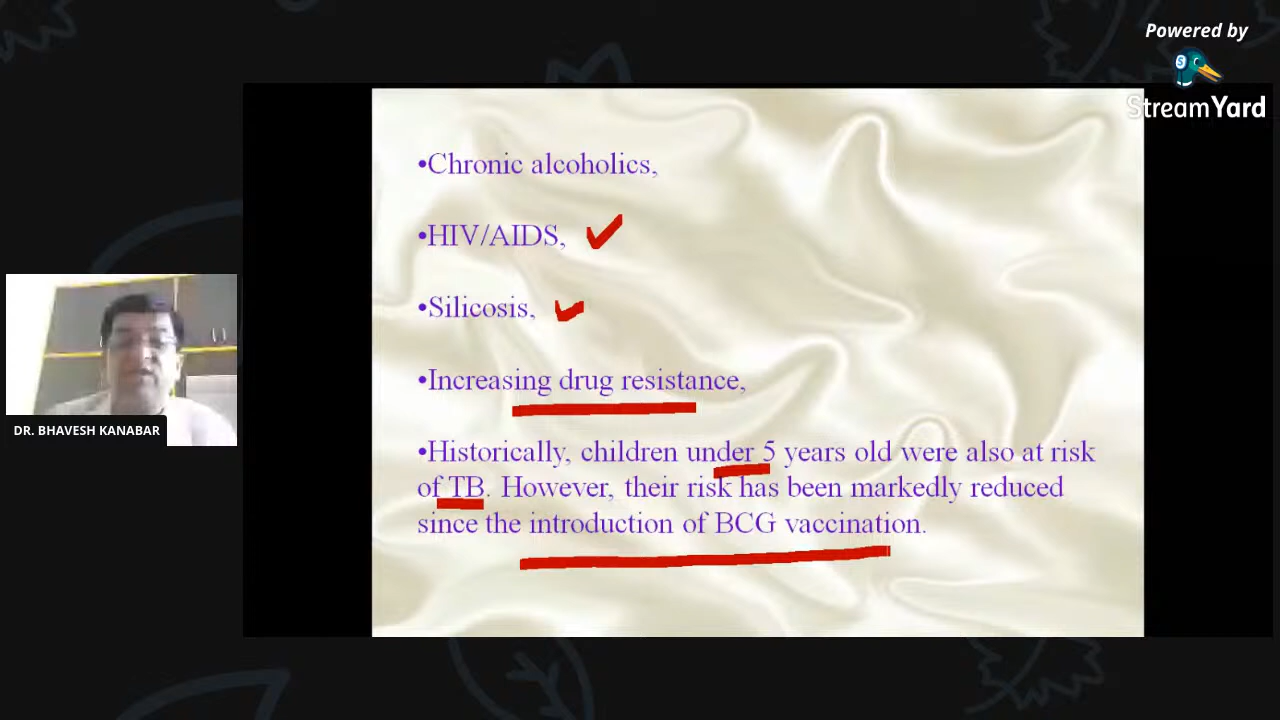 Powered by
StreamYard
•Chronic alcoholics,
•HIV/AIDS,
•Silicosis,
•Increasing drug resistance,
•Historically, children under 5 years old were also at risk
of TB. However, their risk has been markedly reduced
since the introduction of BCG vaccination.
DR. BHAVESH KANABAR